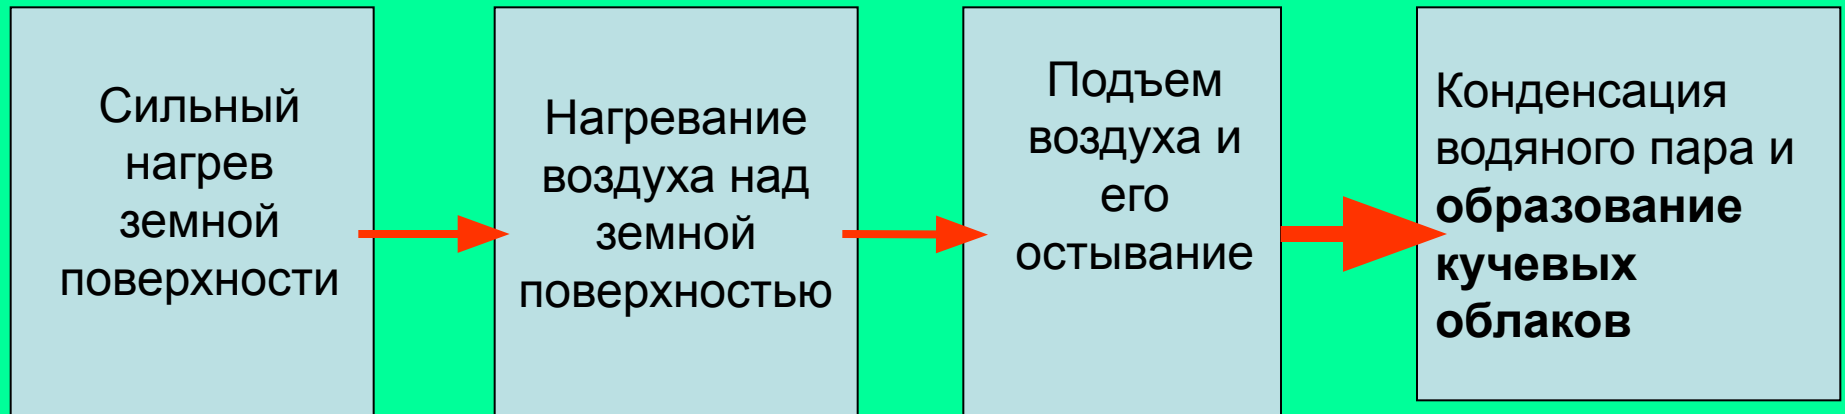 Сильный
нагрев
земной
поверхности
Нагревание
воздуха над
земной
поверхностью
Подъем
воздуха и
его
остывание
Конденсация
водяного пара и
образование
кучевых
облаков